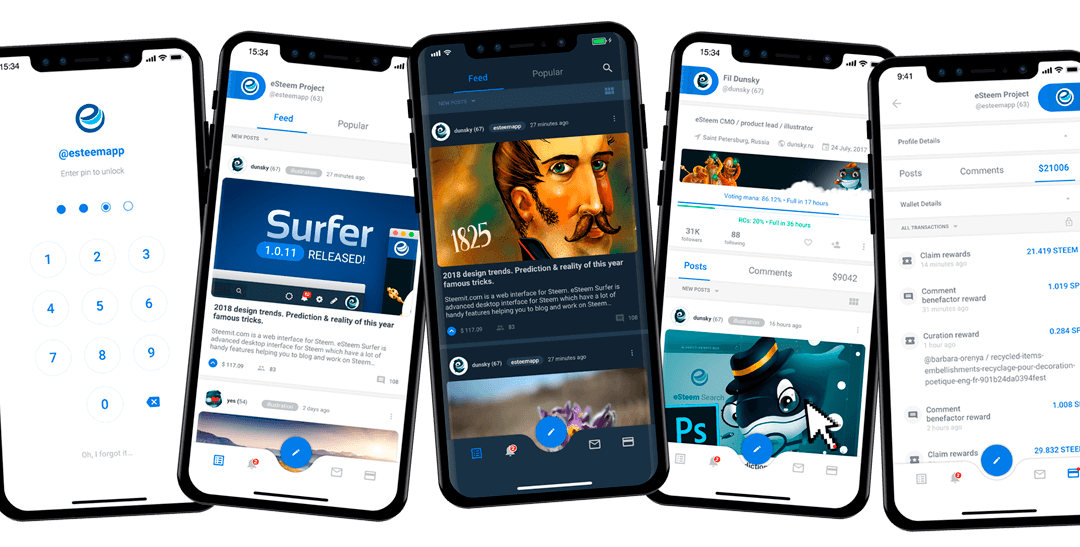 15:34
@esteemapp
Enter pin to unlock
1 2 3
4 5 6
7 8 9
0
Oh, I forgot it...
15:34
eSteem Project
@esteemapp (63)
Feed Popular
NEW POSTS
dunsky (67) illustration 27 minutes ago
Surfer
1.0.11 RELEASED!
2018 design trends. Prediction & reality of this year
famous tricks.
Steemit.com is a web interface for Steem. eSteem Surfer is
advanced desktop interface for Steem which have a lot of
handy features helping you to blog and work on Steem...
$ 117.09 83 108
yes (54) illustration 2 days ago
2
Feed Popular
NEW POSTS
dunsky (67) esteemapp 27 minutes ago
1825
2018 design trends. Prediction & reality of this year
famous tricks.
Steemit.com is a web interface for Steem. eSteem Surfer is
advanced desktop interface for Steem which have a lot of
handy features helping you to blog and work on Steem...
$ 117.09 83 108
dunsky (67) esteemapp 27 minutes ago
2
15:34
Fil Dunsky
@dunsky (67)
eSteem CMO / product lead / illustrator
Saint Petersburg, Russia dunsky.ru 24 July, 2017
Voting mana: 86.12% • Full in 17 hours
RCs: 20% • Full in 36 hours
31K 88
followers following
Posts Comments $9042
NEW POSTS
dunsky (67) illustration 16 hours ago
eSteem Search
Ps
2
9:41
eSteem Project
@esteemapp (63)
Profile Details
Posts Comments $21006
Wallet Details
ALL TRANSACTIONS
Claim rewards 21.419 STEEM
14 minutes ago
Comment 1.019 SP
benefactor reward
Curation reward 0.284 SP
1 hour ago
@barbara-orenya / recycled-items-
embellishments-recyclage-pour-decoration-
poetique-eng-fr-901b24da0394fest
Comment 1.008
benefactor reward
2 hours ago
Claim rewards 29.832 STEEM
2